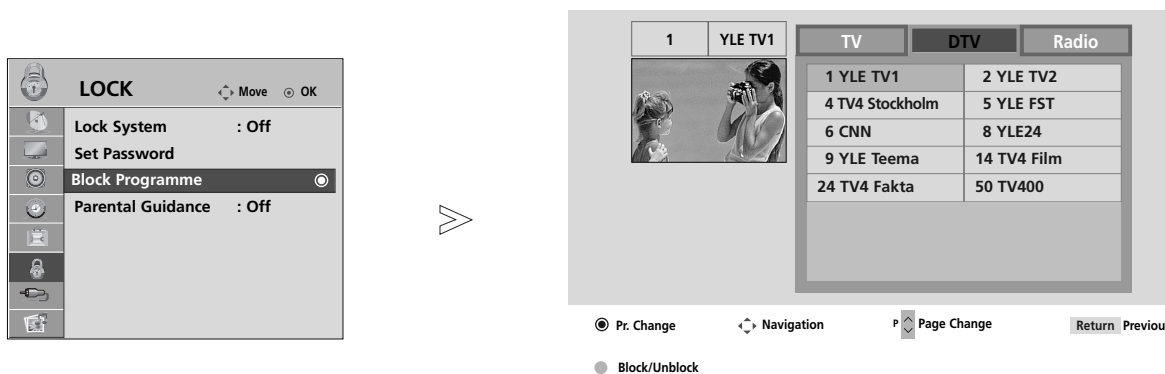 LOCK
Move
OK
Lock System : Off
Set Password
Block Programme
Parental Guidance : Off
1 YLE TV1
TV DTV Radio
1 YLE TV1 2 YLE TV2
4 TV4 Stockholm 5 YLE FST
6 CNN 8 YLE24
9 YLE Teema 14 TV4 Film
24 TV4 Fakta 50 TV400
Pr. Change Navigation P Page Change Return Previou
Block/Unblock